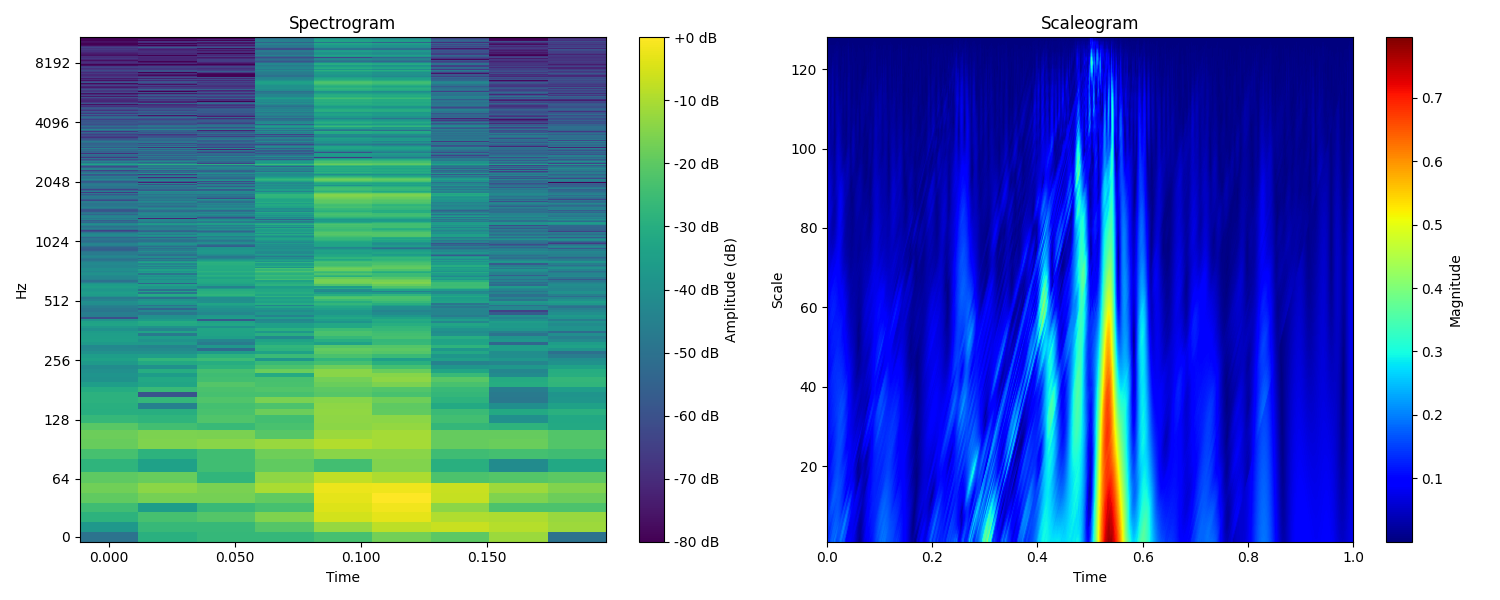 Spectrogram
Hz
8192
4096
2048
1024
512
256
128
64
0
0.000
0.050
0.100
0.150
Time
+0 dB
-10 dB
-20 dB
-30 dB
-40 dB
-50 dB
-60 dB
-70 dB
-80 dB
Amplitude (dB)
Scaleogram
Scale
120
100
80
60
40
20
0.0
0.2
0.4
0.6
0.8
1.0
Time
0.7
0.6
0.5
0.4
0.3
0.2
0.1
Magnitude